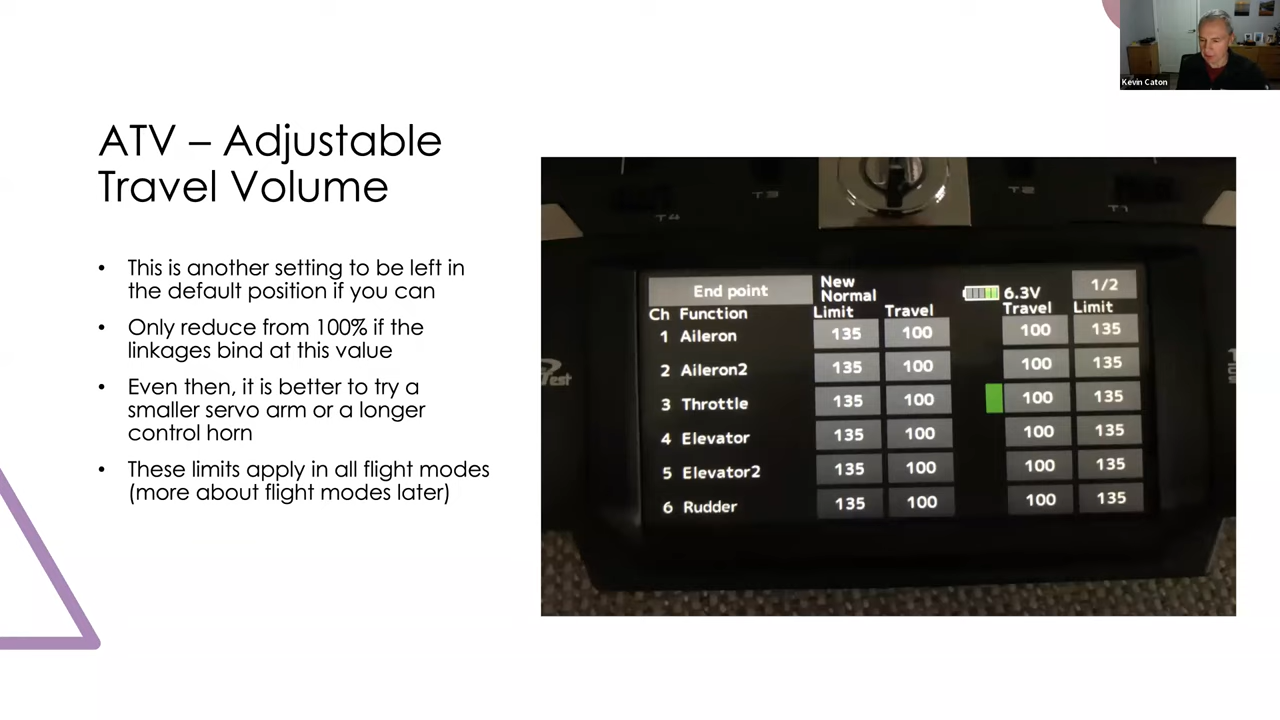 Kevin Caton
ATV – Adjustable
Travel Volume
• This is another setting to be left in
the default position if you can
• Only reduce from 100% if the
linkages bind at this value
• Even then, it is better to try a
smaller servo arm or a longer
control horn
• These limits apply in all flight modes
(more about flight modes later)
T4
T3
T2
T1
End point
New
Normal
6.3V
1/2
Ch Function Limit Travel Travel Limit
1 Aileron 135 100 100 135
2 Aileron2 135 100 100 135
3 Throttle 135 100 100 135
4 Elevator 135 100 100 135
5 Elevator2 135 100 100 135
6 Rudder 135 100 100 135